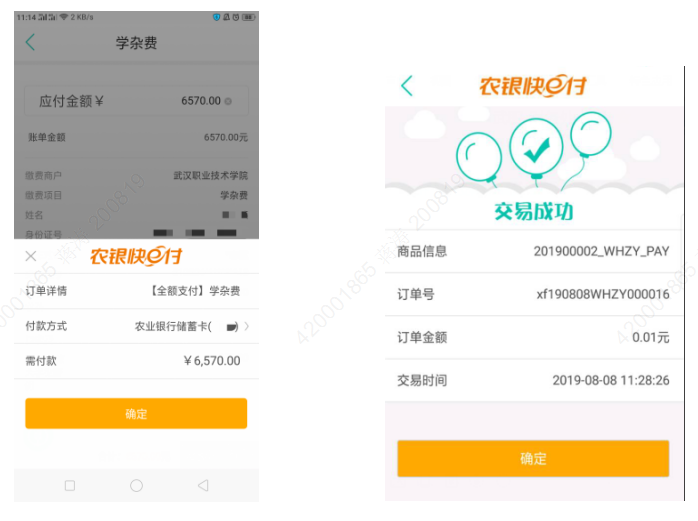 11:14 2 KB/s
学杂费
应付金额￥ 6570.00
账单金额 6570.00元
缴费商户 武汉职业技术学院
缴费项目 学杂费
姓名
身份证号
农银快e付
订单详情 【全额支付】学杂费
付款方式 农业银行储蓄卡( )
需付款 ￥6,570.00
确定
农银快e付
交易成功
商品信息 201900002_WHZY_PAY
订单号 xf190808WHZY000016
订单金额 0.01元
交易时间 2019-08-08 11:28:26
确定